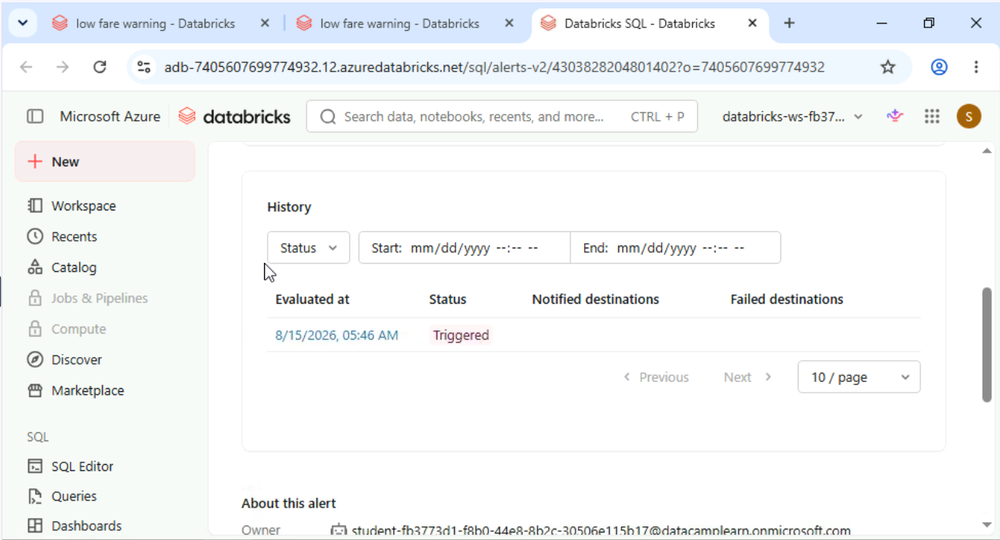 low fare warning - Databricks
low fare warning - Databricks
Databricks SQL - Databricks
adb-7405607699774932.12.azuredatabricks.net/sql/alerts-v2/4303828204801402?o=7405607699774932
Microsoft Azure databricks
Search data, notebooks, recents, and more... CTRL + P
databricks-ws-fb37...
S
New
Workspace
Recents
Catalog
Jobs & Pipelines
Compute
Discover
Marketplace
SQL
SQL Editor
Queries
Dashboards
History
Status
Start: mm/dd/yyyy --:-- --
End: mm/dd/yyyy --:-- --
Evaluated at Status Notified destinations Failed destinations
8/15/2026, 05:46 AM Triggered
Previous Next 10 / page
About this alert
Owner student-fb3773d1-f8b0-44e8-8b2c-30506e115b17@datacamplearn.onmicrosoft.com